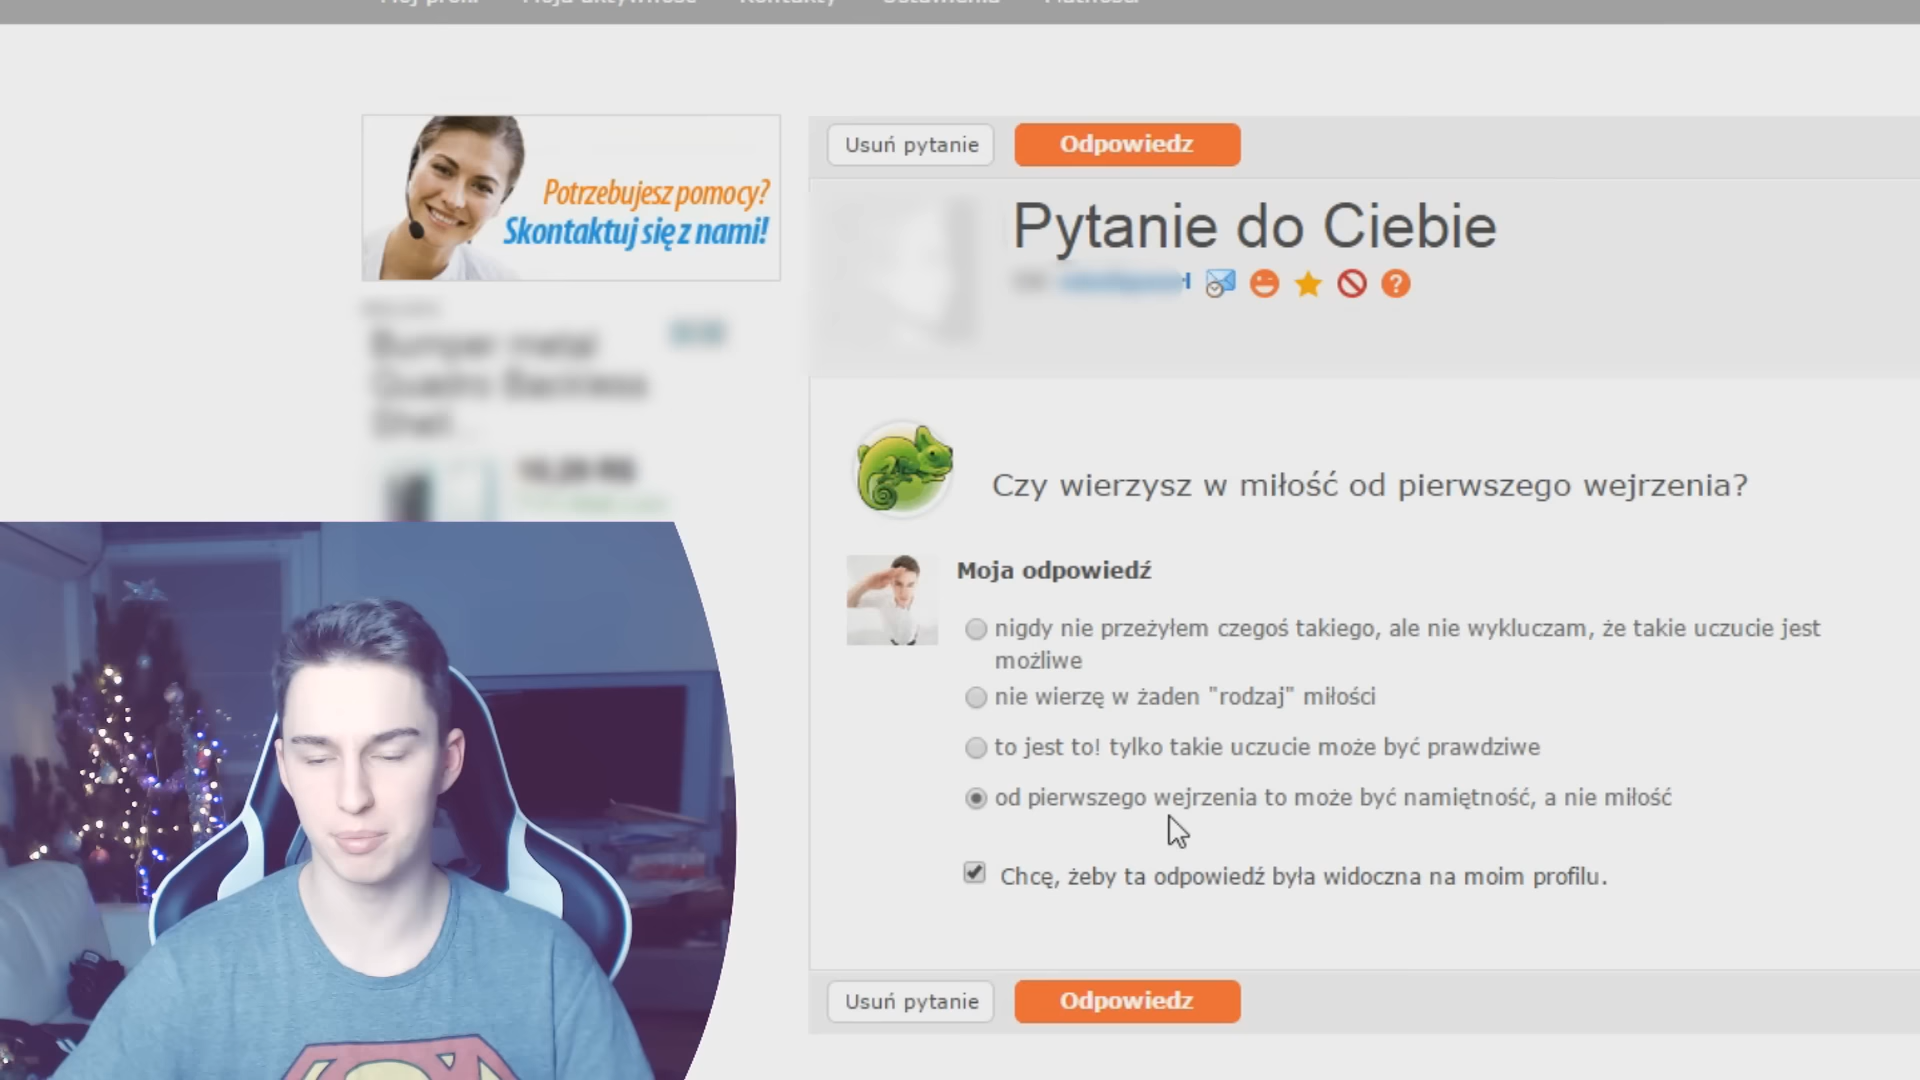 Kontakty
Potrzebujesz pomocy?
Skontaktuj się z nami!
Usuń pytanie
Odpowiedz
Pytanie do Ciebie
Czy wierzysz w miłość od pierwszego wejrzenia?
Moja odpowiedź
nigdy nie przeżyłem czegoś takiego, ale nie wykluczam, że takie uczucie jest
możliwe
nie wierzę w żaden "rodzaj" miłości
to jest to! tylko takie uczucie może być prawdziwe
od pierwszego wejrzenia to może być namiętność, a nie miłość
Chcę, żeby ta odpowiedź była widoczna na moim profilu.
Usuń pytanie
Odpowiedz